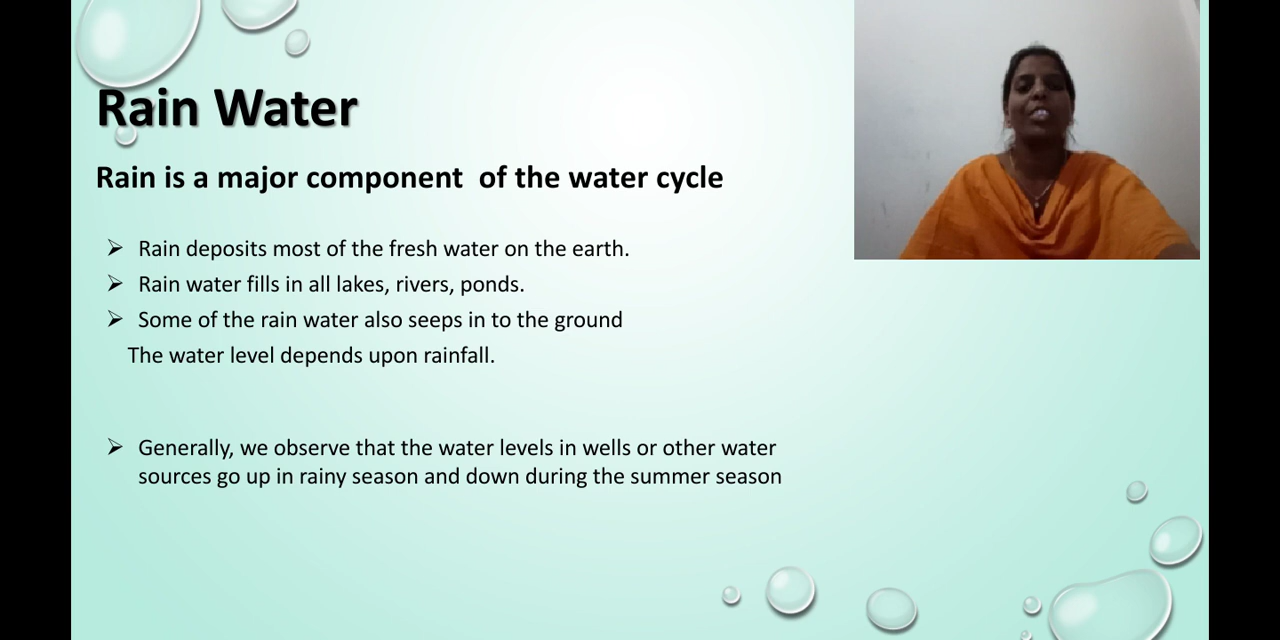 Rain Water
Rain is a major component  of the water cycle
➢ Rain deposits most of the fresh water on the earth.
➢ Rain water fills in all lakes, rivers, ponds.
➢ Some of the rain water also seeps in to the ground
The water level depends upon rainfall.
➢ Generally, we observe that the water levels in wells or other water
sources go up in rainy season and down during the summer season